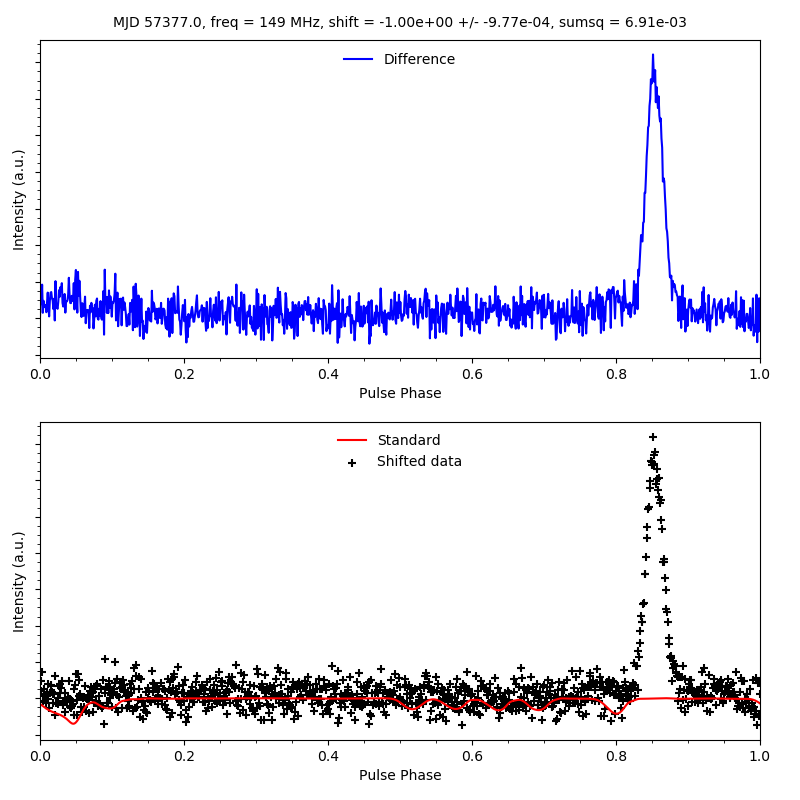 MJD 57377.0, freq = 149 MHz, shift = -1.00e+00 +/- -9.77e-04, sumsq = 6.91e-03
Difference
Intensity (a.u.)
0.0 0.2 0.4 0.6 0.8 1.0
Pulse Phase
Standard
Shifted data
Intensity (a.u.)
0.0 0.2 0.4 0.6 0.8 1.0
Pulse Phase